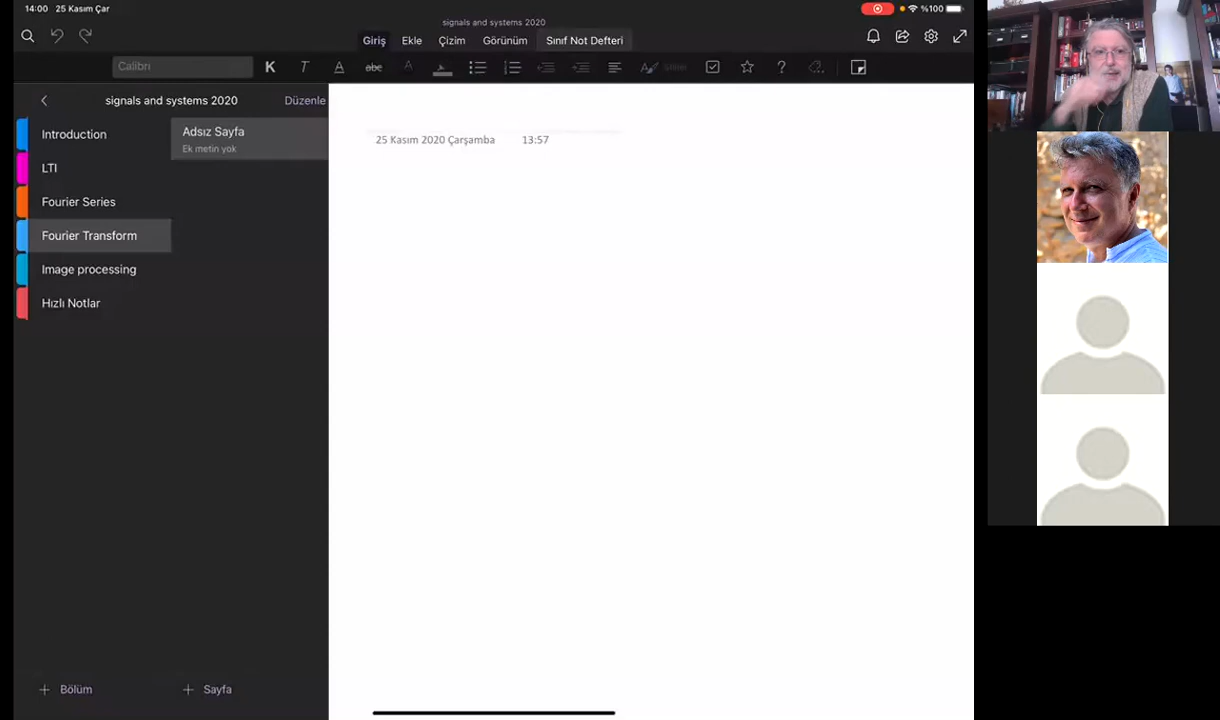 14:00 25 Kasım Çar
%100
signals and systems 2020
Giriş Ekle Çizim Görünüm Sınıf Not Defteri
Calibri K T A abc A ?
signals and systems 2020 Düzenle
Introduction
LTI
Fourier Series
Fourier Transform
Image processing
Hızlı Notlar
Adsız Sayfa
Ek metin yok
25 Kasım 2020 Çarşamba 13:57
+ Bölüm + Sayfa